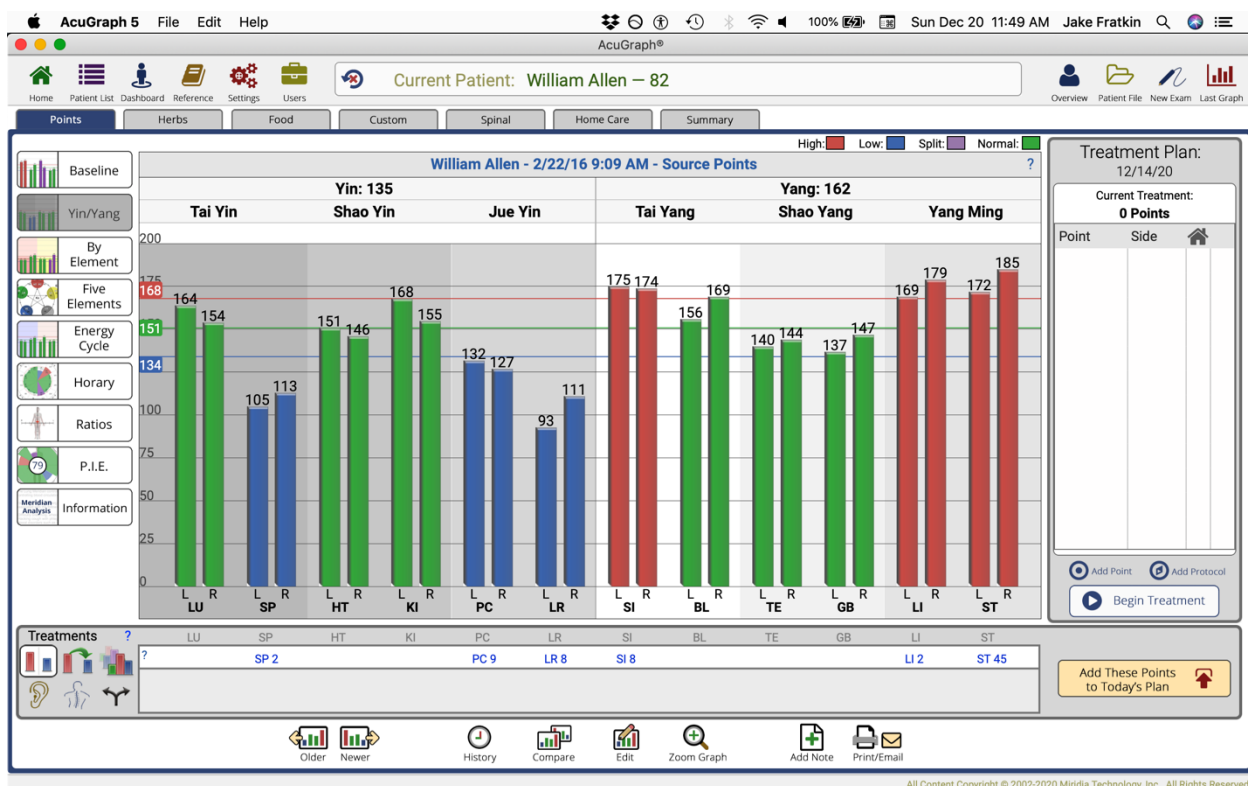 AcuGraph 5 File Edit Help 100% Sun Dec 20 11:49 AM Jake Fratkin
AcuGraph®
Home Patient List Dashboard Reference Settings Users Current Patient: William Allen — 82 Overview Patient File New Exam Last Graph
Points Herbs Food Custom Spinal Home Care Summary
High: Low: Split: Normal:
William Allen - 2/22/16 9:09 AM - Source Points ?
Yin: 135 Yang: 162
Tai Yin Shao Yin Jue Yin Tai Yang Shao Yang Yang Ming
Baseline
Yin/Yang
By
Element
Five
Elements
Energy
Cycle
Horary
Ratios
79 P.I.E.
Meridian
Analysis
Information
200
175
168
151
134
100
75
50
25
0
164 154 105 113 151 146 168 155 132 127 93 111 175 174 156 169 140 144 137 147 169 179 172 185
L R L R L R L R L R L R L R L R L R L R L R L R
LU SP HT KI PC LR SI BL TE GB LI ST
Treatment Plan:
12/14/20
Current Treatment:
0 Points
Point Side
Add Point Add Protocol
Begin Treatment
Treatments ? LU SP HT KI PC LR SI BL TE GB LI ST
? SP 2 PC 9 LR 8 SI 8 LI 2 ST 45
Add These Points
to Today's Plan
Older Newer History Compare Edit Zoom Graph Add Note Print/Email
All Content Copyright © 2002-2020 Miridia Technology, Inc. All Rights Reserved